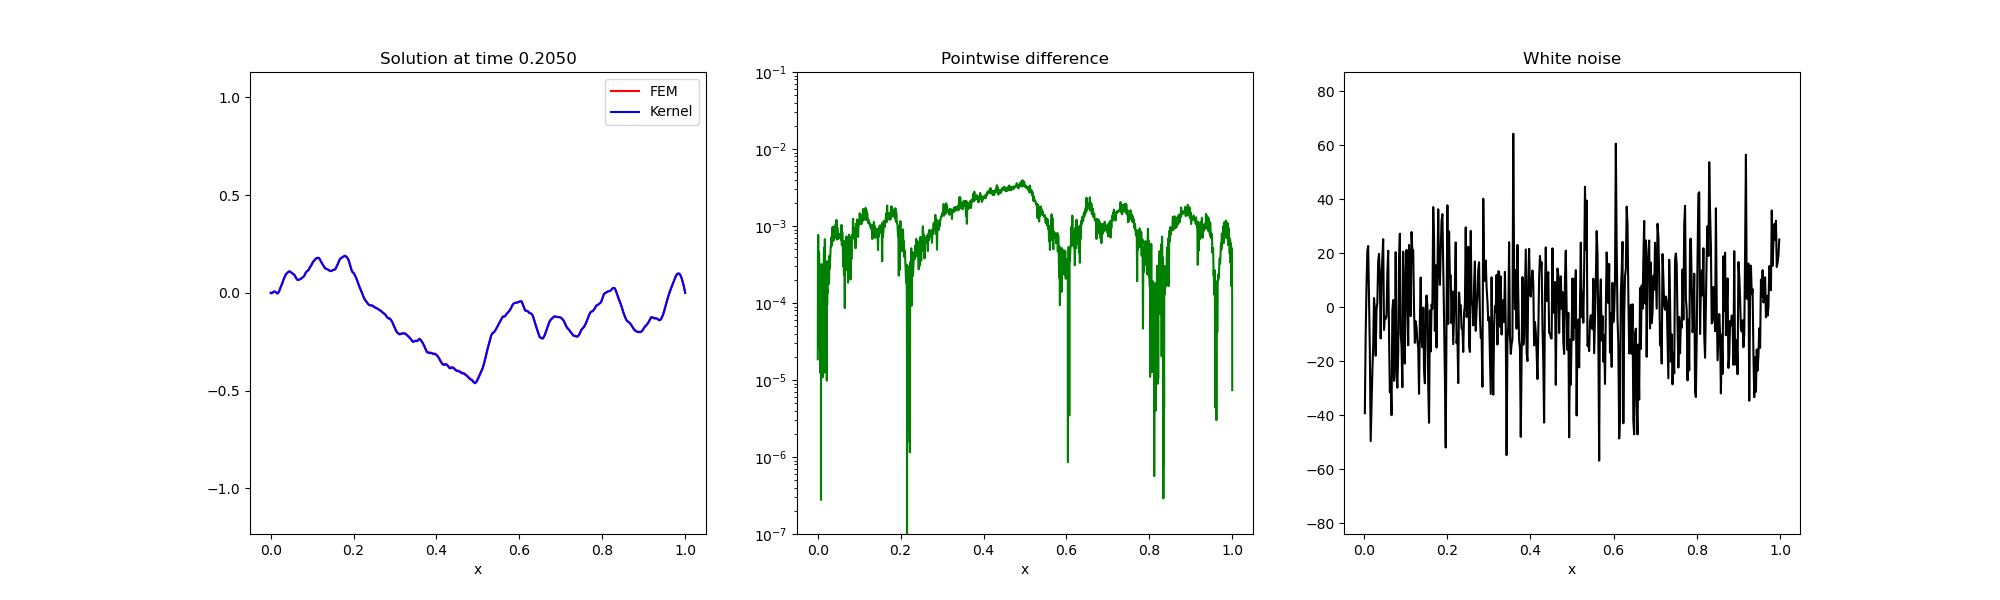 Solution at time 0.2050
1.0
0.5
0.0
−0.5
−1.0
FEM
Kernel
0.0 0.2 0.4 0.6 0.8 1.0
x
Pointwise difference
10⁻¹
10⁻²
10⁻³
10⁻⁴
10⁻⁵
10⁻⁶
10⁻⁷
0.0 0.2 0.4 0.6 0.8 1.0
x
White noise
80
60
40
20
0
−20
−40
−60
−80
0.0 0.2 0.4 0.6 0.8 1.0
x